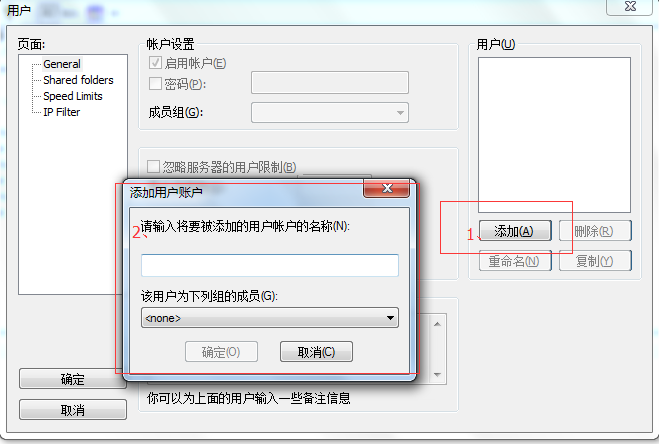 用户
页面:
General
Shared folders
Speed Limits
IP Filter
帐户设置
启用帐户(E)
密码(P):
成员组(G):
忽略服务器的用户限制(B)
用户(U)
1、
添加(A)
删除(R)
重命名(N)
复制(Y)
添加用户账户
2、
请输入将要被添加的用户帐户的名称(N):
该用户为下列组的成员(G):
<none>
确定(O)
取消(C)
你可以为上面的用户输入一些备注信息
确定
取消